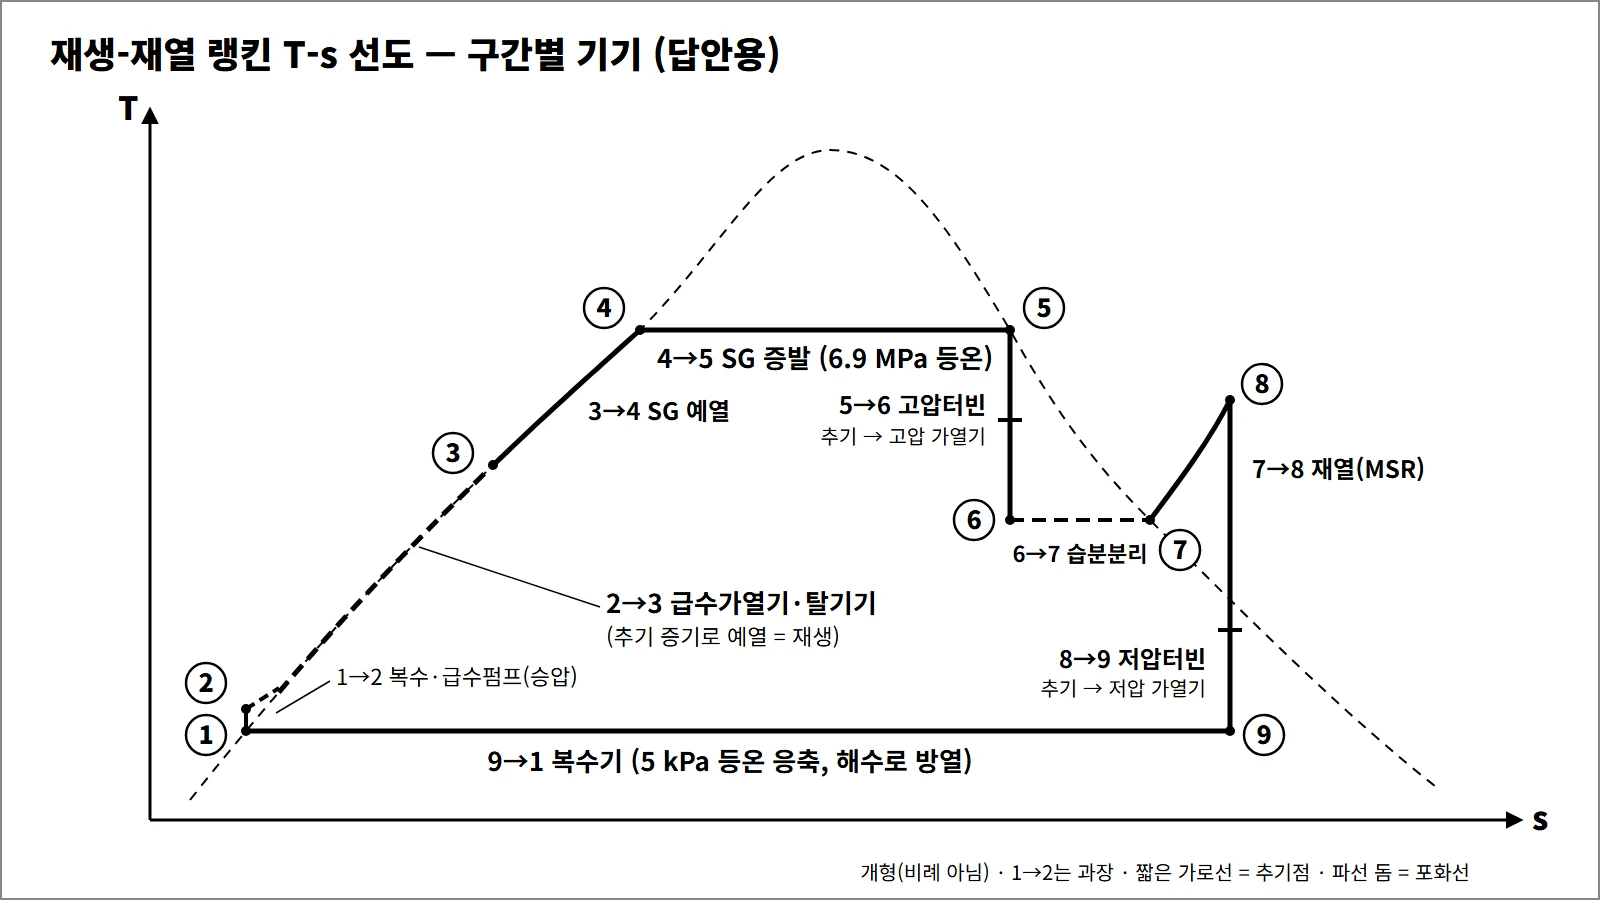 재생-재열 랭킨 T-s 선도 — 구간별 기기 (답안용)
T
4
5
4→5 SG 증발 (6.9 MPa 등온)
8
3→4 SG 예열
5→6 고압터빈
추기 → 고압 가열기
3
7→8 재열(MSR)
6
6→7 습분분리
7
2→3 급수가열기·탈기기
(추기 증기로 예열 = 재생)
1→2 복수·급수펌프(승압)
8→9 저압터빈
추기 → 저압 가열기
2
1
9
9→1 복수기 (5 kPa 등온 응축, 해수로 방열)
s
개형(비례 아님) · 1→2는 과장 · 짧은 가로선 = 추기점 · 파선 돔 = 포화선